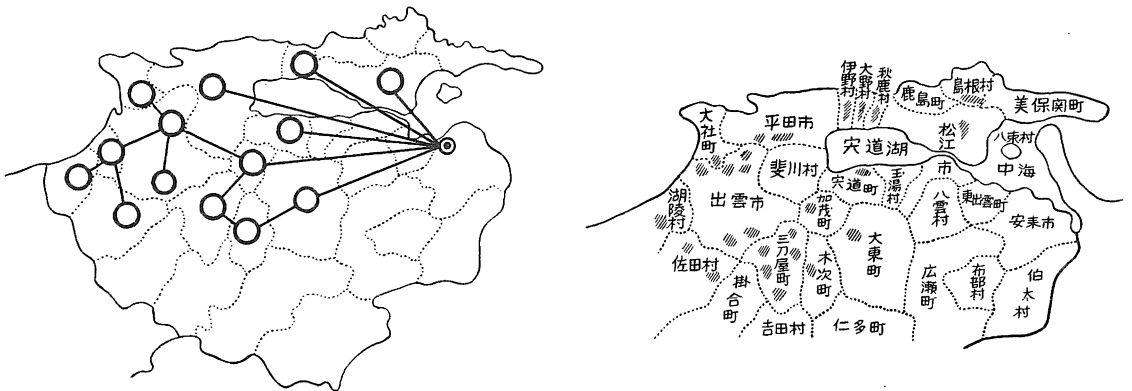 伊野村
大野村
秋鹿村
鹿島町
島根村
美保関町
大社町
平田市
松江市
八束村
宍道湖
中海
斐川村
宍道町
玉湯村
出雲市
湖陵村
加茂町
八雲村
東出雲町
安来市
佐田村
三刀屋町
木次町
大東町
掛合町
広瀬町
布部村
伯太村
吉田村
仁多町